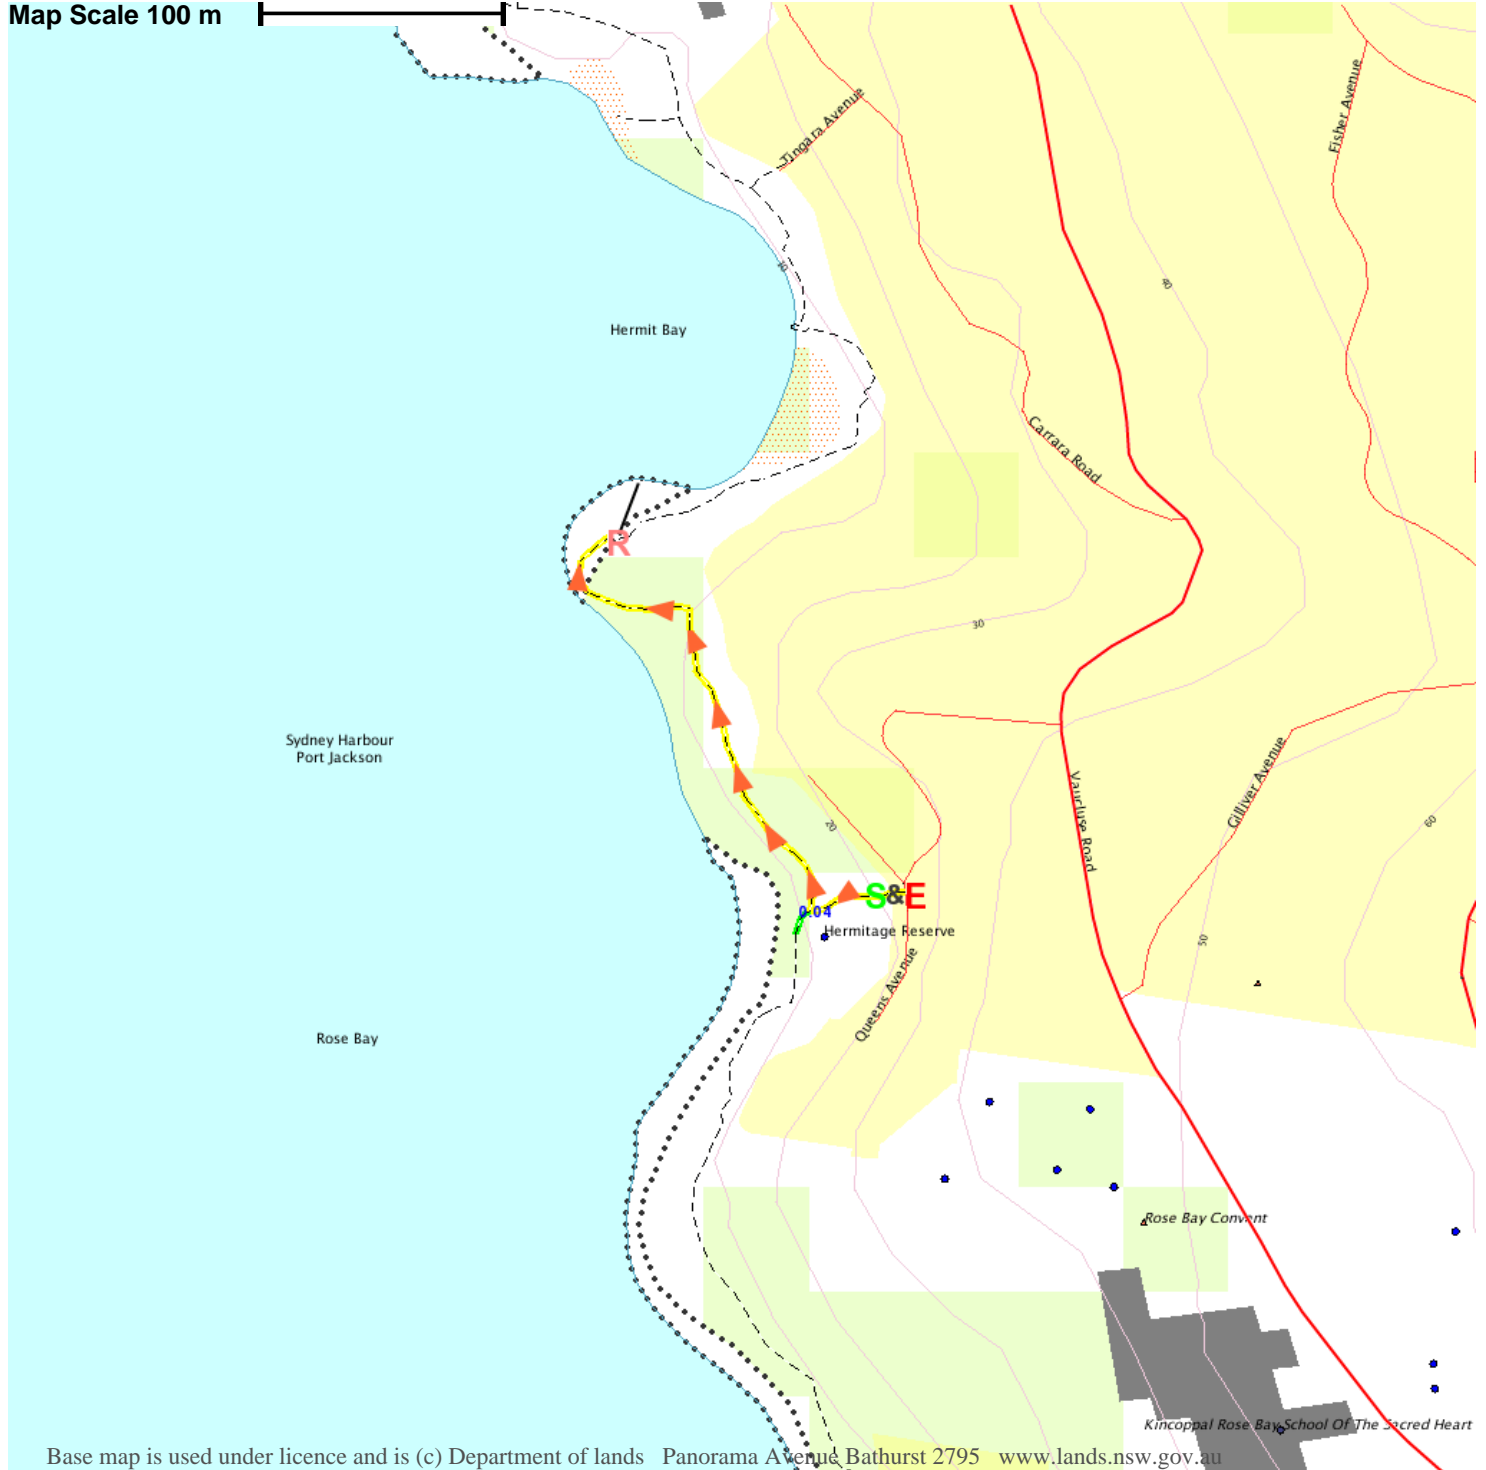 Map Scale 100 m
Fisher Avenue
Tingara Avenue
10
40
Hermit Bay
Carrara Road
R
30
Sydney Harbour
Port Jackson
Gilliver Avenue
Vaucluse Road
20
60
S&E
0.04
Hermitage Reserve
50
Queens Avenue
Rose Bay
Rose Bay Convent
Kincoppal Rose Bay School Of The Sacred Heart
Base map is used under licence and is (c) Department of lands Panorama Avenue Bathurst 2795 www.lands.nsw.gov.au